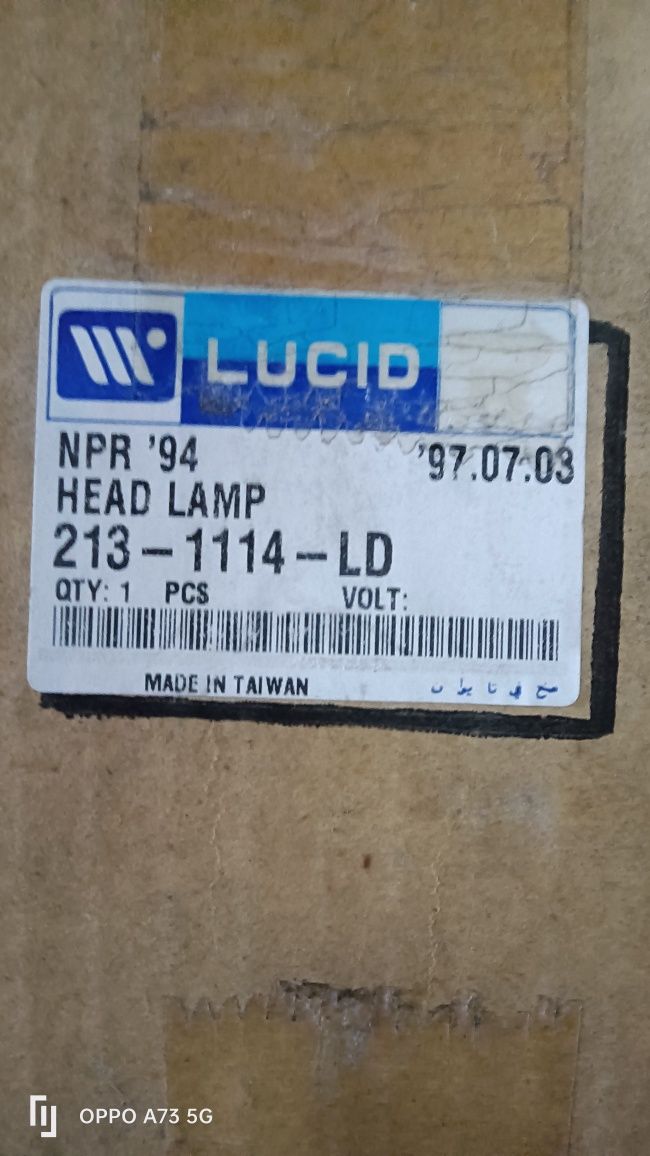 LUCID
NPR '94 '97.07.03
HEAD LAMP
213-1114-LD
QTY: 1 PCS VOLT:
MADE IN TAIWAN
OPPO A73 5G